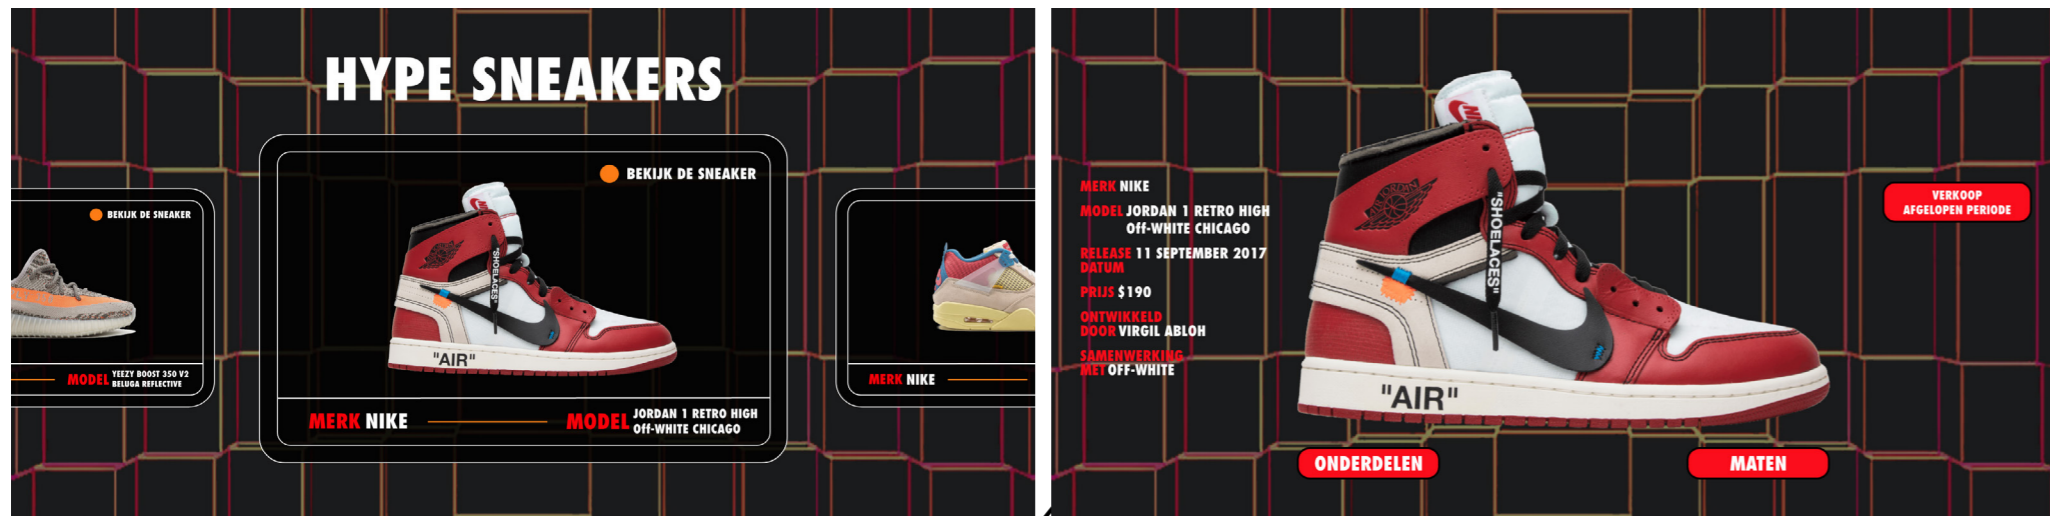 HYPE SNEAKERS
BEKIJK DE SNEAKER
MODEL YEEZY BOOST 350 V2
BELUGA REFLECTIVE
BEKIJK DE SNEAKER
"SHOELACES"
"AIR"
MERK NIKE
MODEL JORDAN 1 RETRO HIGH
Off-WHITE CHICAGO
MERK NIKE
MERK NIKE
MODEL JORDAN 1 RETRO HIGH
Off-WHITE CHICAGO
RELEASE 11 SEPTEMBER 2017
DATUM
PRIJS $190
ONTWIKKELD
DOOR VIRGIL ABLOH
SAMENWERKING
MET OFF-WHITE
"SHOELACES"
"AIR"
VERKOOP
AFGELOPEN PERIODE
ONDERDELEN
MATEN